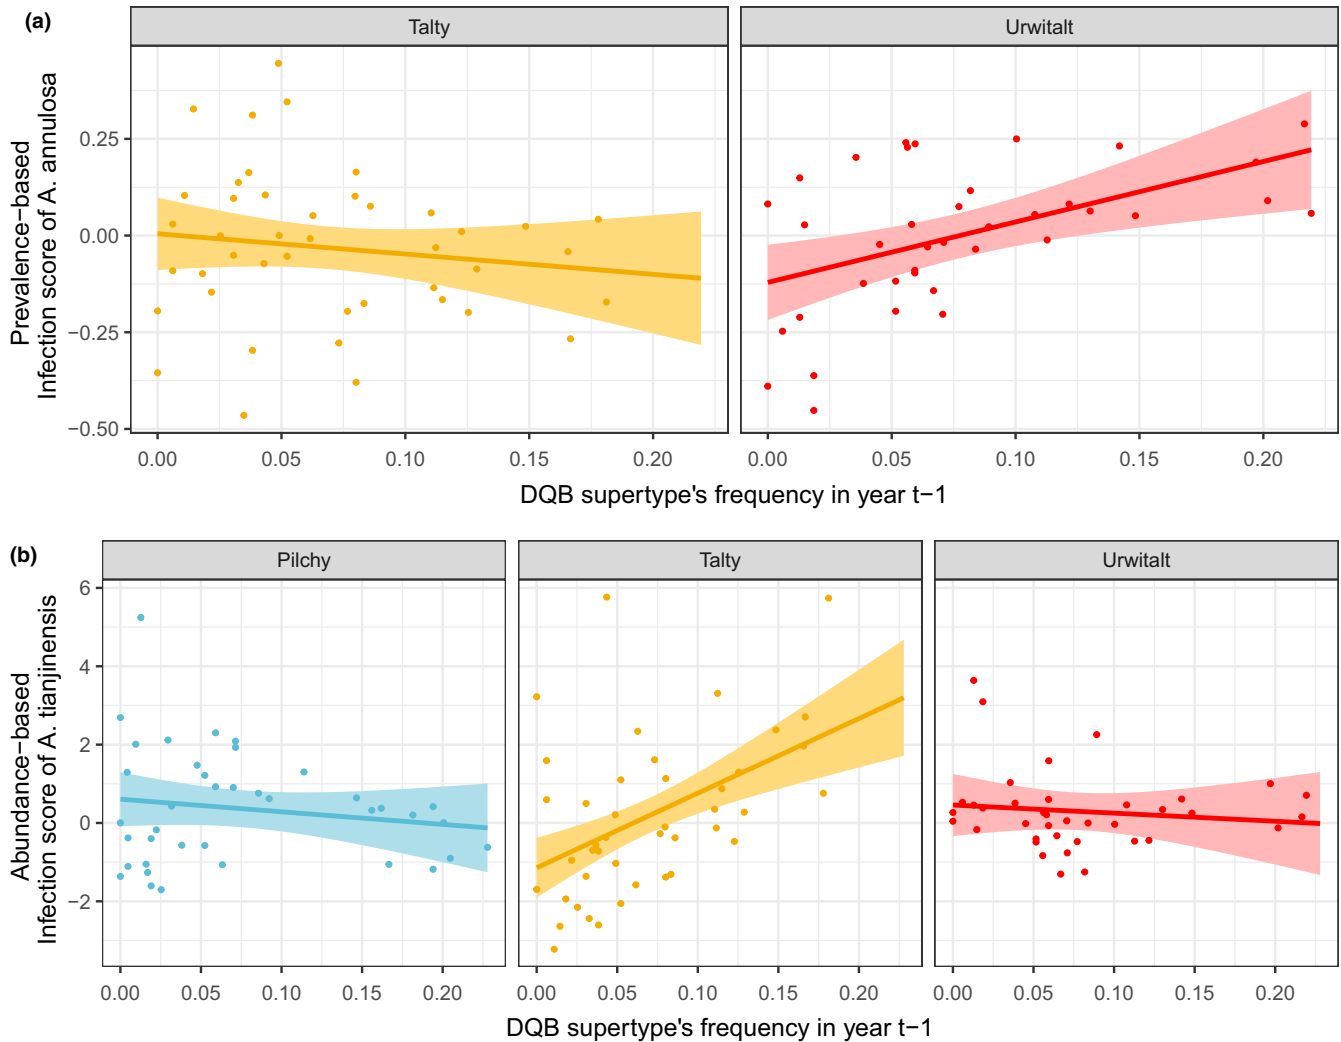 (a)
Talty
Urwitalt
Prevalence−based
Infection score of A. annulosa
0.25
0.00
−0.25
−0.50
0.00 0.05 0.10 0.15 0.20
0.00 0.05 0.10 0.15 0.20
DQB supertype's frequency in year t−1
(b)
Pilchy
Talty
Urwitalt
Abundance−based
Infection score of A. tianjinensis
6
4
2
0
−2
0.00 0.05 0.10 0.15 0.20
0.00 0.05 0.10 0.15 0.20
0.00 0.05 0.10 0.15 0.20
DQB supertype's frequency in year t−1